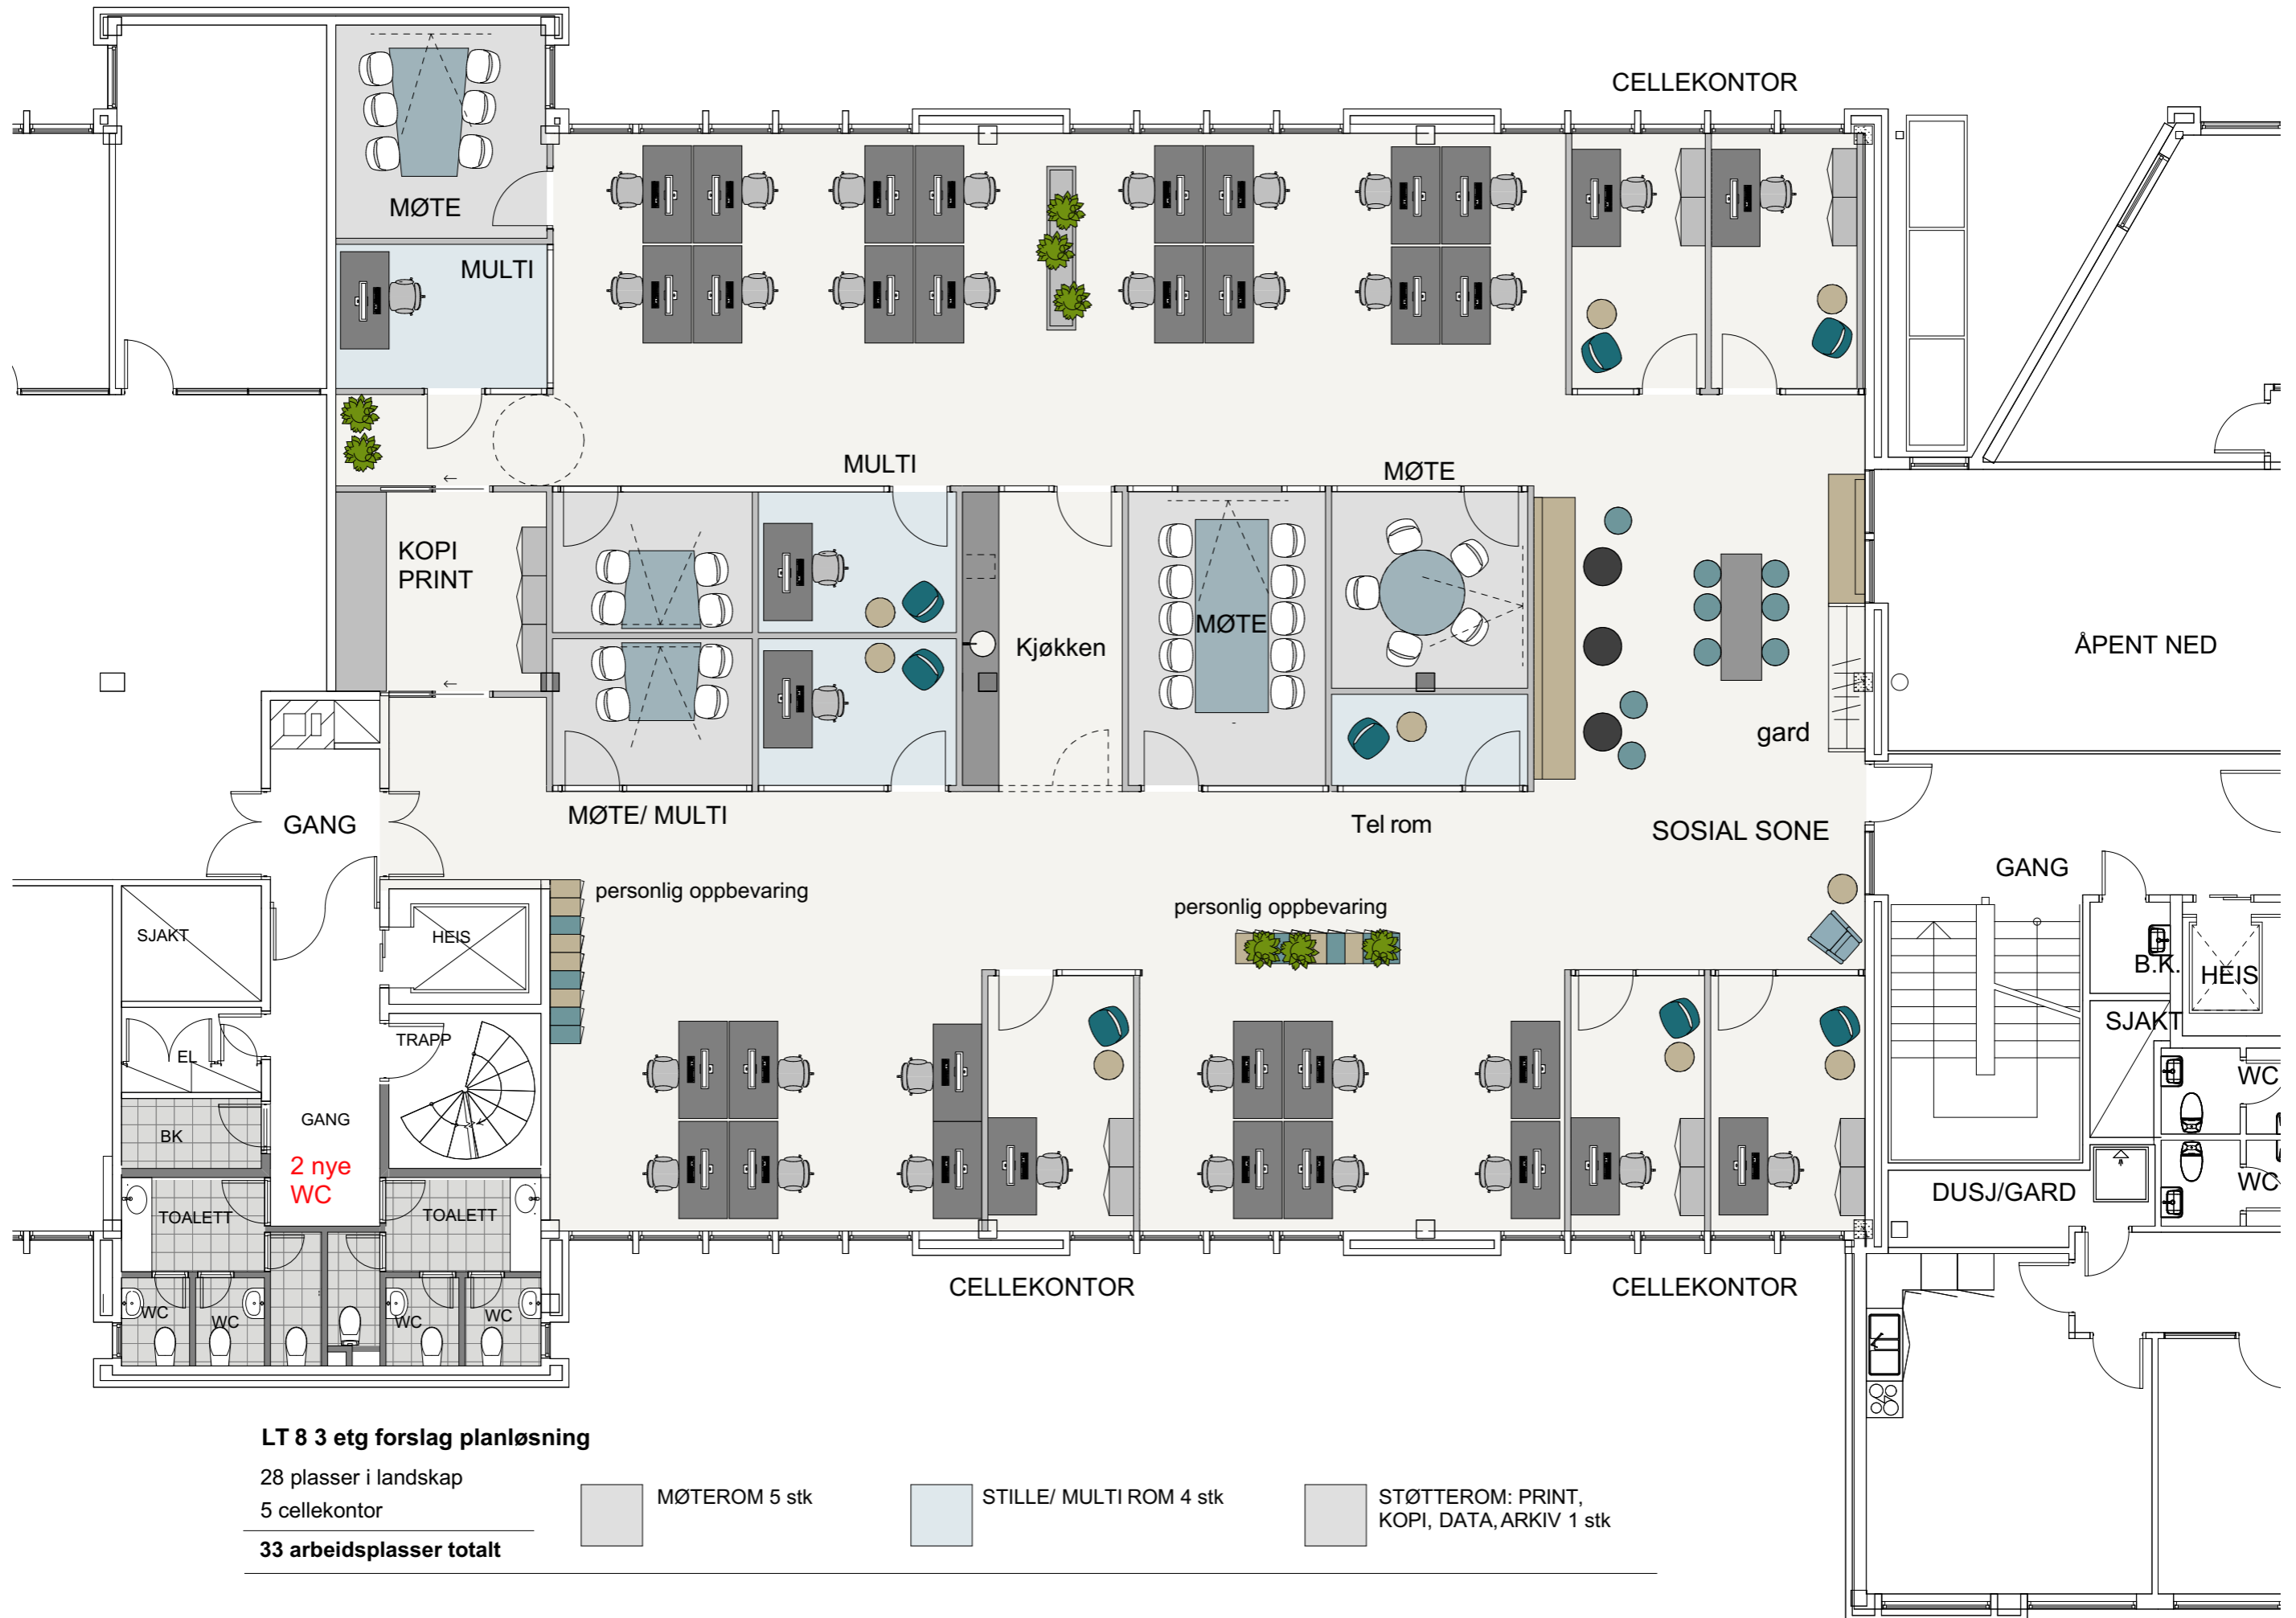 CELLEKONTOR
MØTE
MULTI
MULTI
MØTE
KOPI
PRINT
MØTE
Kjøkken
ÅPENT NED
gard
GANG
MØTE/ MULTI
Tel rom
SOSIAL SONE
GANG
personlig oppbevaring
personlig oppbevaring
SJAKT
HEIS
B.K.
HEIS
SJAKT
TRAPP
EL
WC
GANG
BK
2 nye
WC
DUSJ/GARD
WC
TOALETT
TOALETT
CELLEKONTOR
CELLEKONTOR
WC
WC
WC
WC
LT 8 3 etg forslag planløsning
28 plasser i landskap
5 cellekontor
33 arbeidsplasser totalt
MØTEROM 5 stk
STILLE/ MULTI ROM 4 stk
STØTTEROM: PRINT,
KOPI, DATA, ARKIV 1 stk